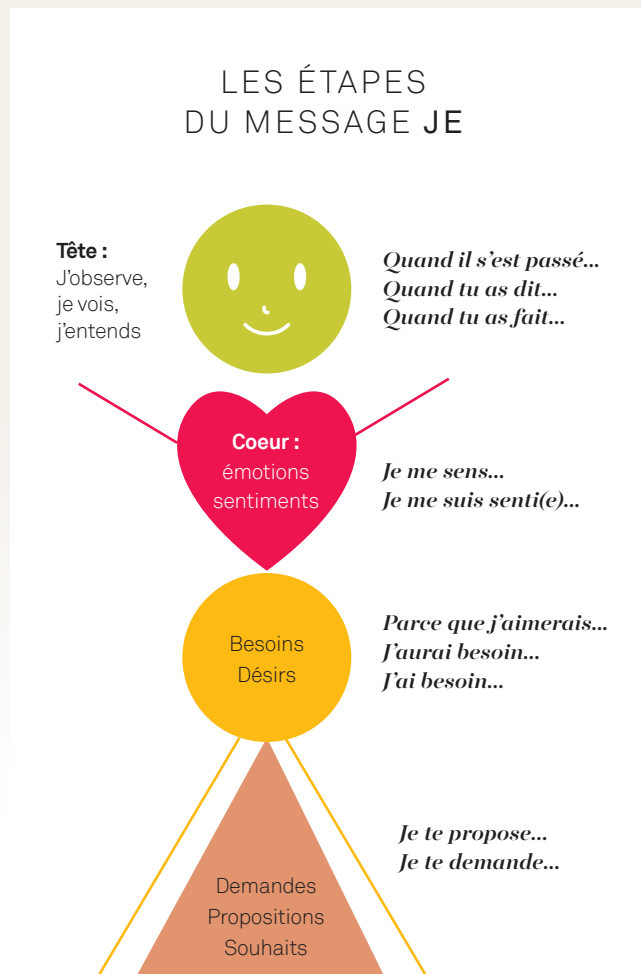 LES ÉTAPES
DU MESSAGE JE
Tête :
J'observe,
je vois,
j'entends
Quand il s'est passé...
Quand tu as dit...
Quand tu as fait...
Coeur :
émotions
sentiments
Je me sens...
Je me suis senti(e)...
Besoins
Désirs
Parce que j'aimerais...
J'aurai besoin...
J'ai besoin...
Je te propose...
Je te demande...
Demandes
Propositions
Souhaits